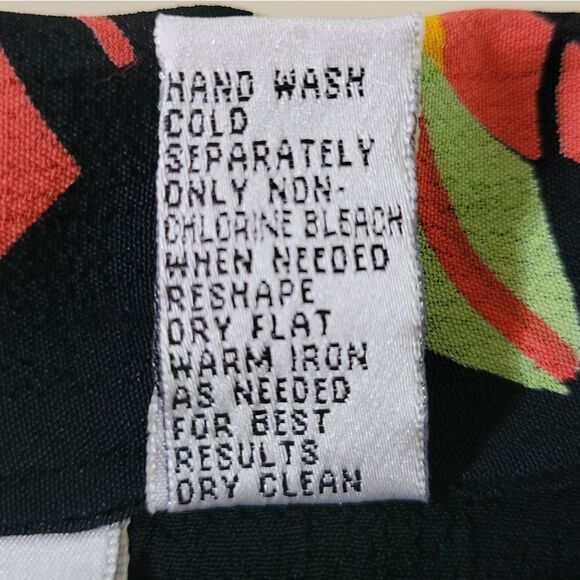 HAND WASH
COLD
SEPARATELY
ONLY NON-
CHLORINE BLEACH
WHEN NEEDED
RESHAPE
DRY FLAT
WARM IRON
AS NEEDED
FOR BEST
RESULTS
DRY CLEAN